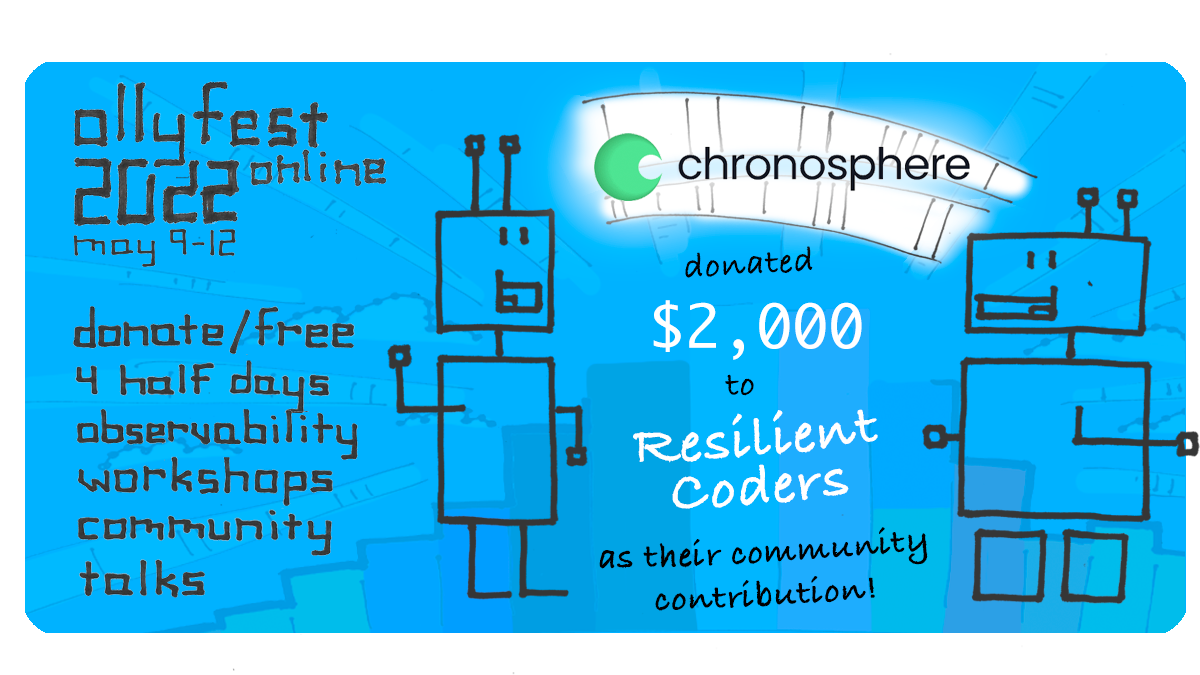 ollyfest
2022 online
may 9-12
donate/free
4 half days
observability
workshops
community
talks
chronosphere
donated
$2,000
to
Resilient
Coders
as their community
contribution!